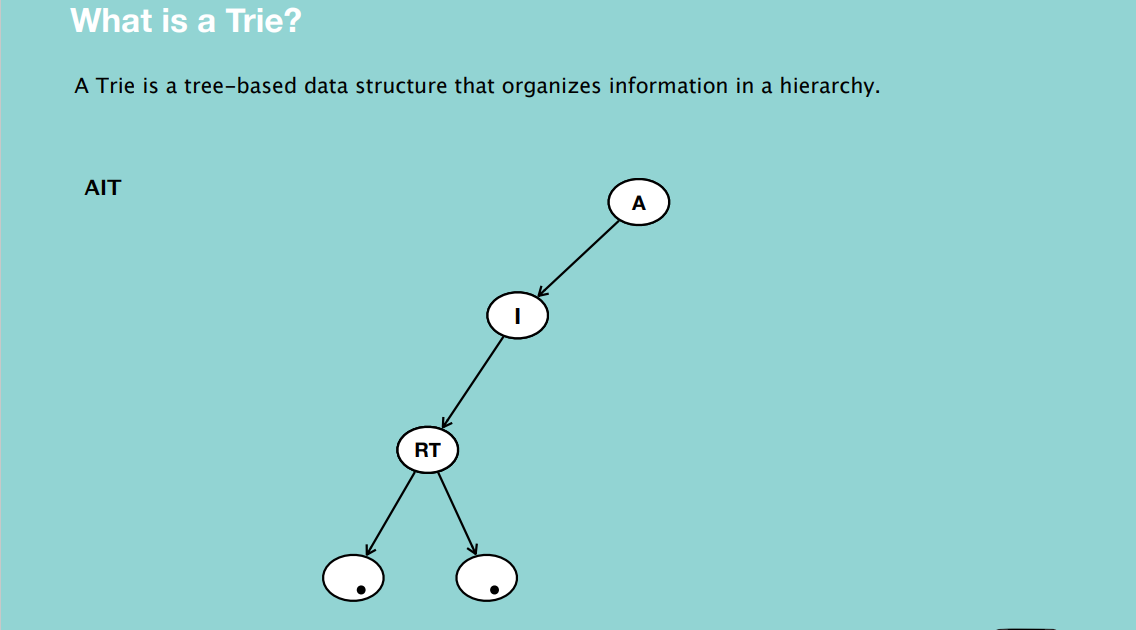 What is a Trie?
A Trie is a tree-based data structure that organizes information in a hierarchy.
AIT
A
I
RT